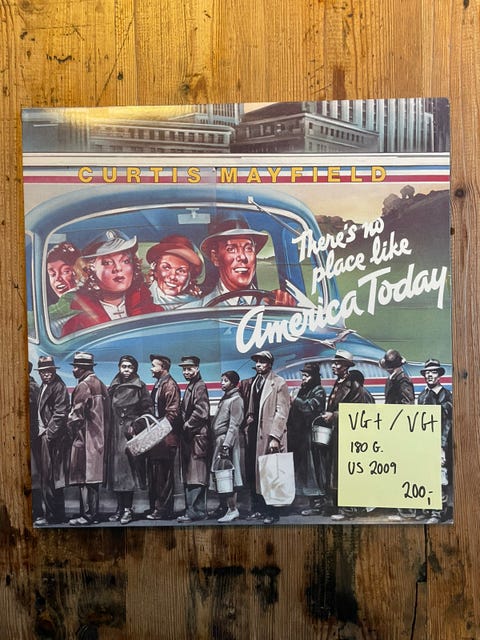 CURTIS MAYFIELD
There's no
place like
America Today
VG+ / VG+
180 G.
US 2009
200,-